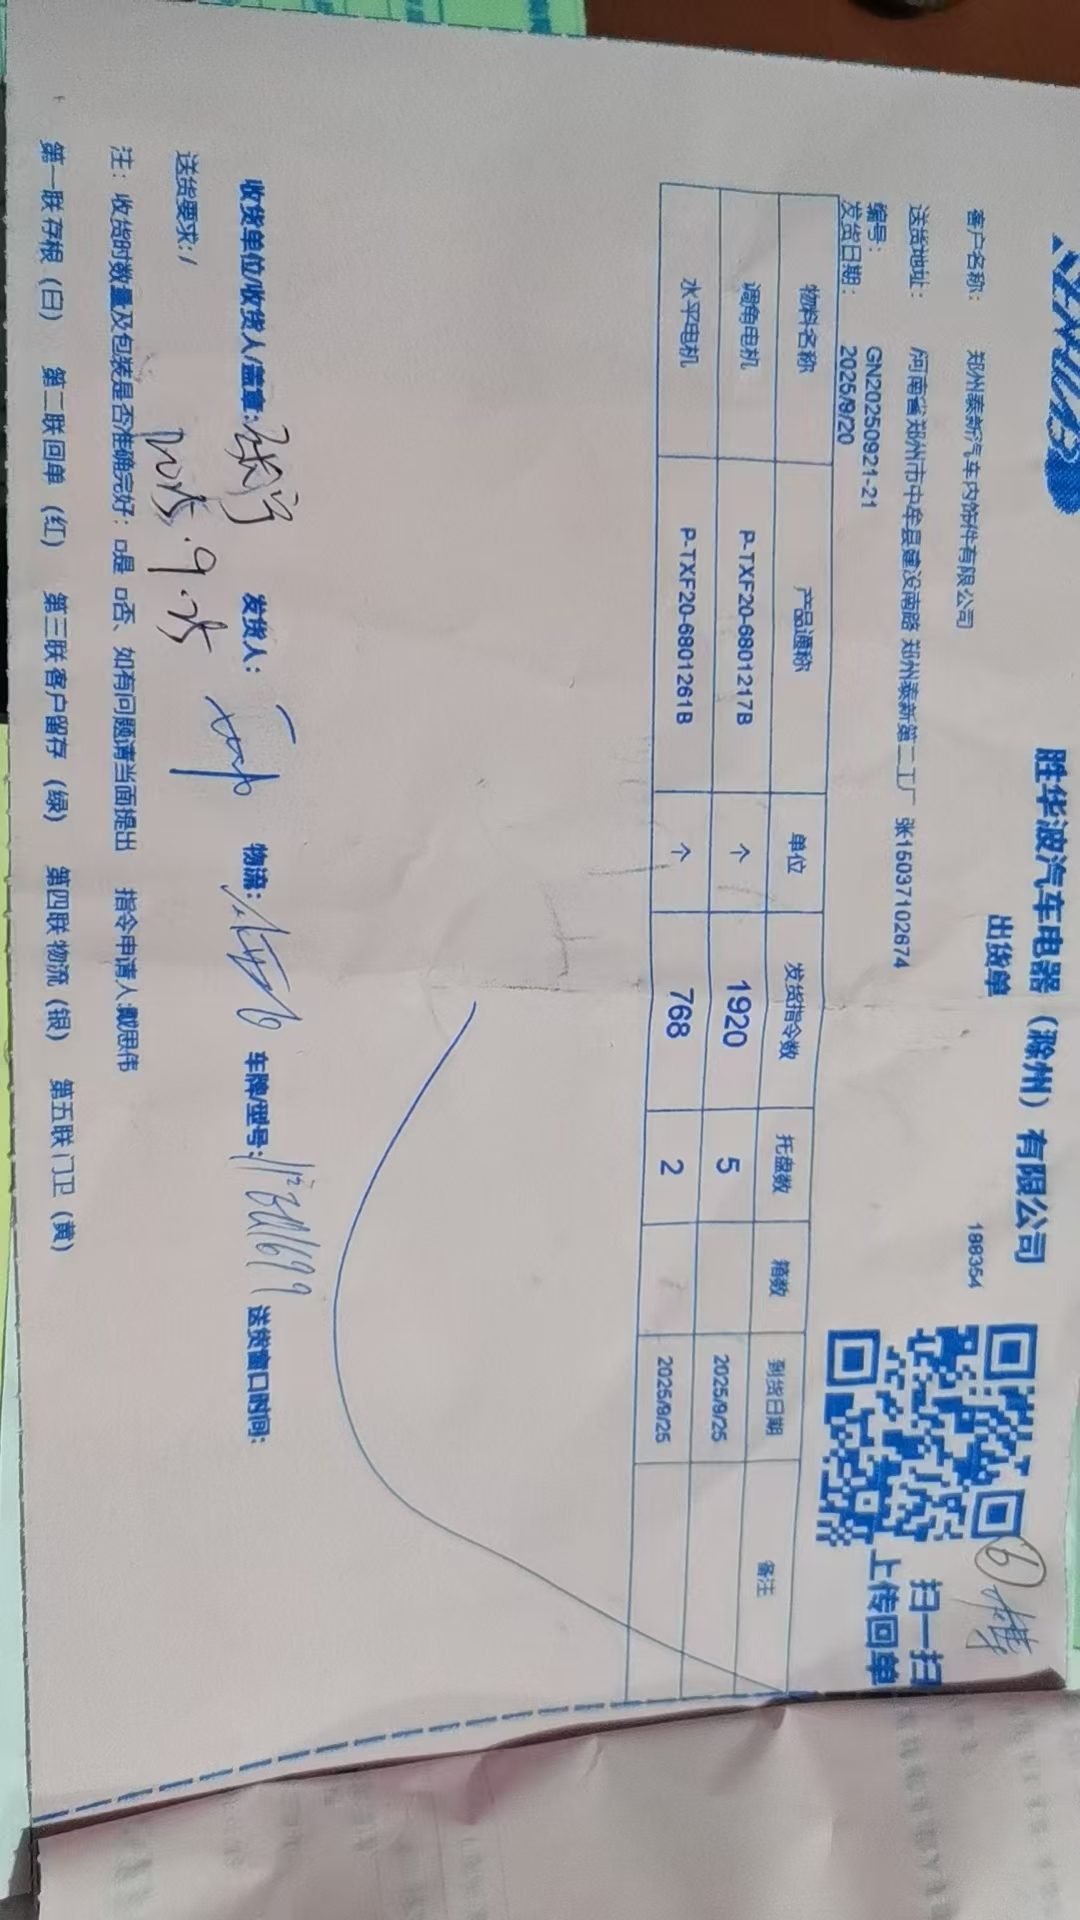 胜华波汽车电器（滁州）有限公司
出货单
188354
客户名称： 郑州泰新汽车内饰件有限公司
送货地址： 河南省郑州市中牟县建设南路 郑州泰新第二工厂 张15037102674
编号： GN20250921-21
发货日期： 2025/9/20
扫一扫
上传回单
物料名称 产品通称 单位 发货指令数 托盘数 箱数 到货日期 备注
调角电机 P-TXF20-6801217B 个 1920 5 2025/9/25
水平电机 P-TXF20-6801261B 个 768 2 2025/9/25
收货单位/收货人/盖章： 发货人： 物流： 车牌/型号： 送货窗口时间：
2025.9.25
送货要求：/
注：收货时数量及包装是否准确完好：□是 □否、如有问题请当面提出 指令申请人:戴思伟
第一联存根（白） 第二联回单（红） 第三联客户留存（绿） 第四联物流（银） 第五联门卫（黄）